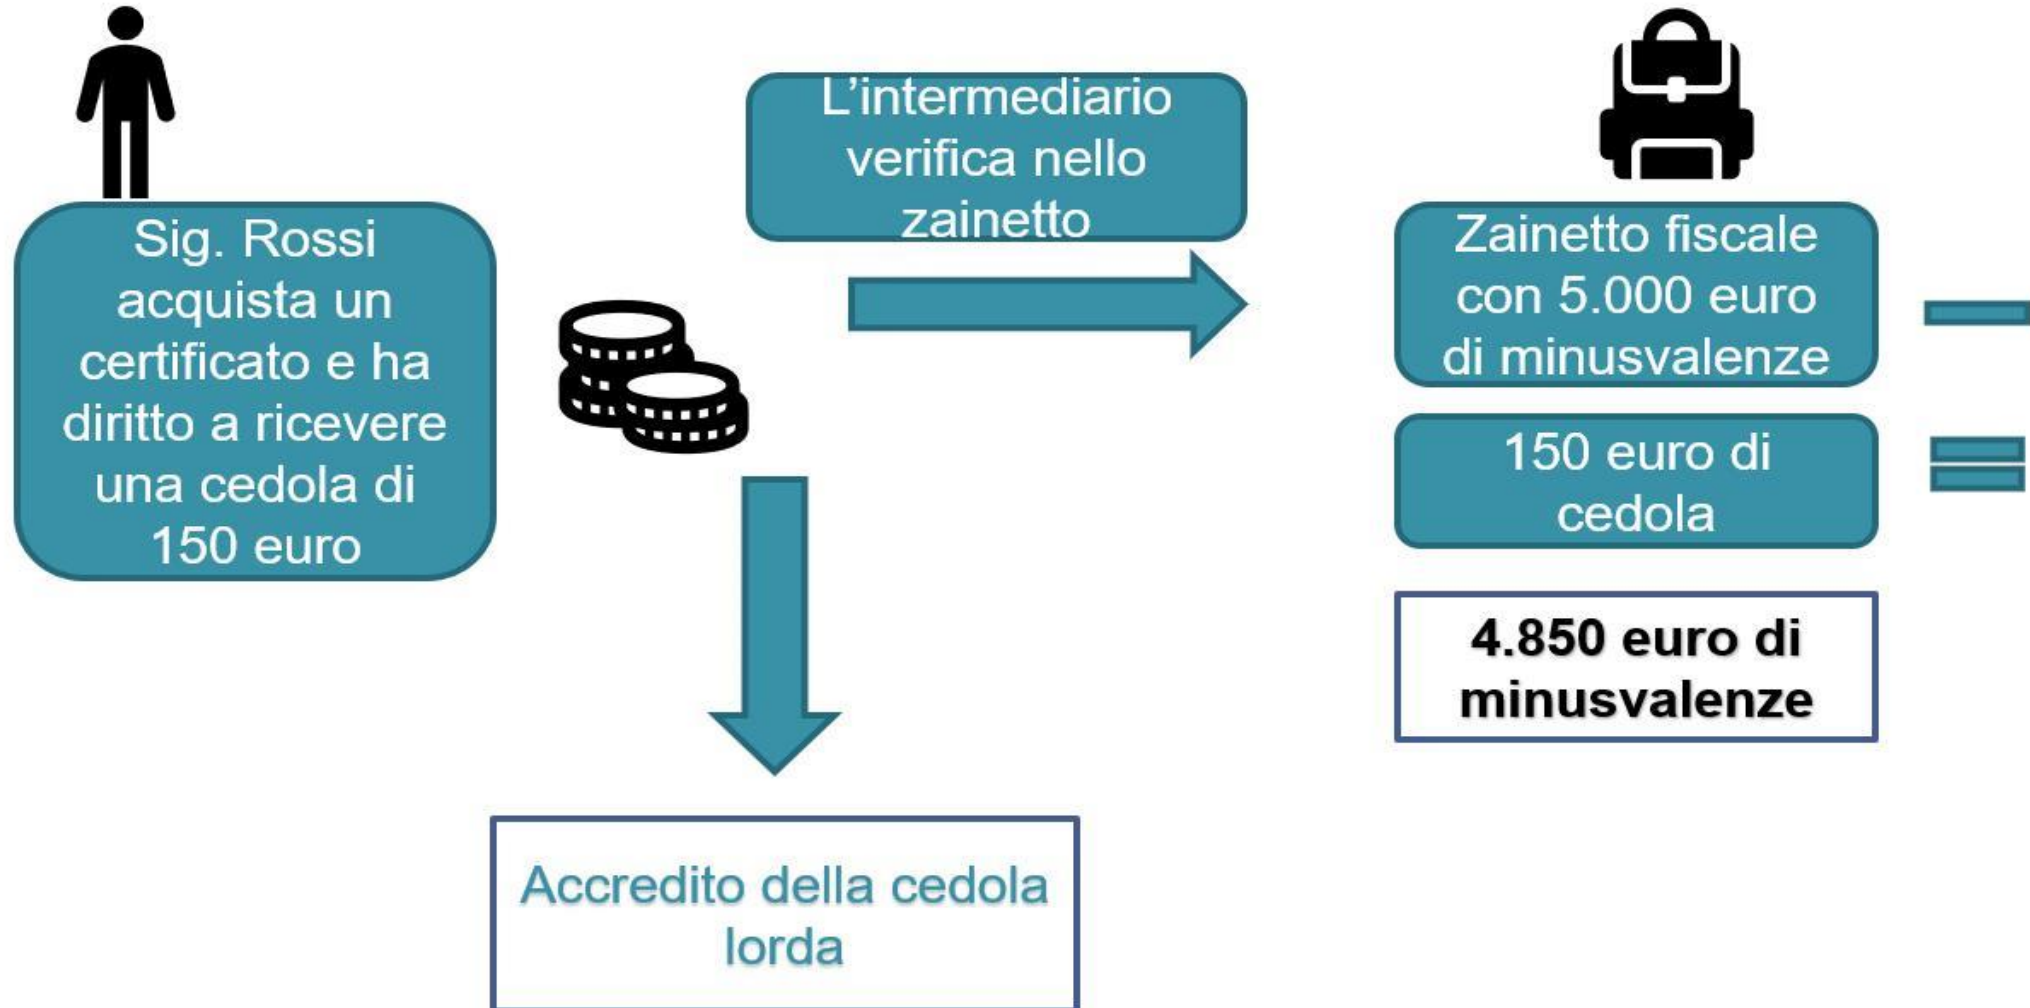 Sig. Rossi
acquista un
certificato e ha
diritto a ricevere
una cedola di
150 euro
L'intermediario
verifica nello
zainetto
Zainetto fiscale
con 5.000 euro
di minusvalenze
150 euro di
cedola
4.850 euro di
minusvalenze
Accredito della cedola
lorda